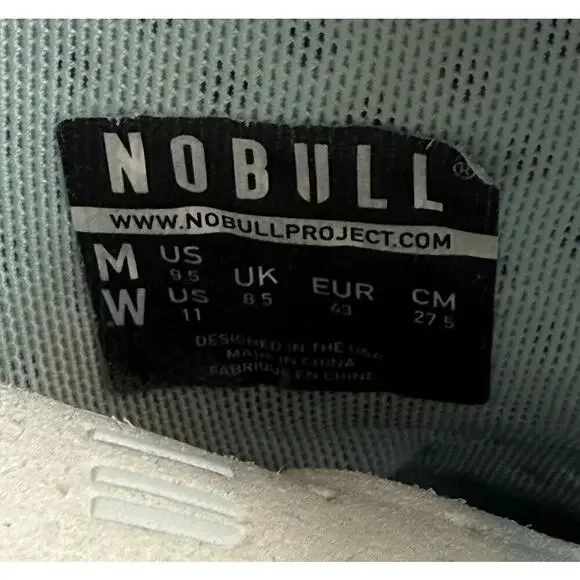 NOBULL®
WWW.NOBULLPROJECT.COM
M US 9.5 UK 8.5 EUR 43 CM 27.5
W US 11
DESIGNED IN THE USA
MADE IN CHINA
FABRIQUÉ EN CHINE